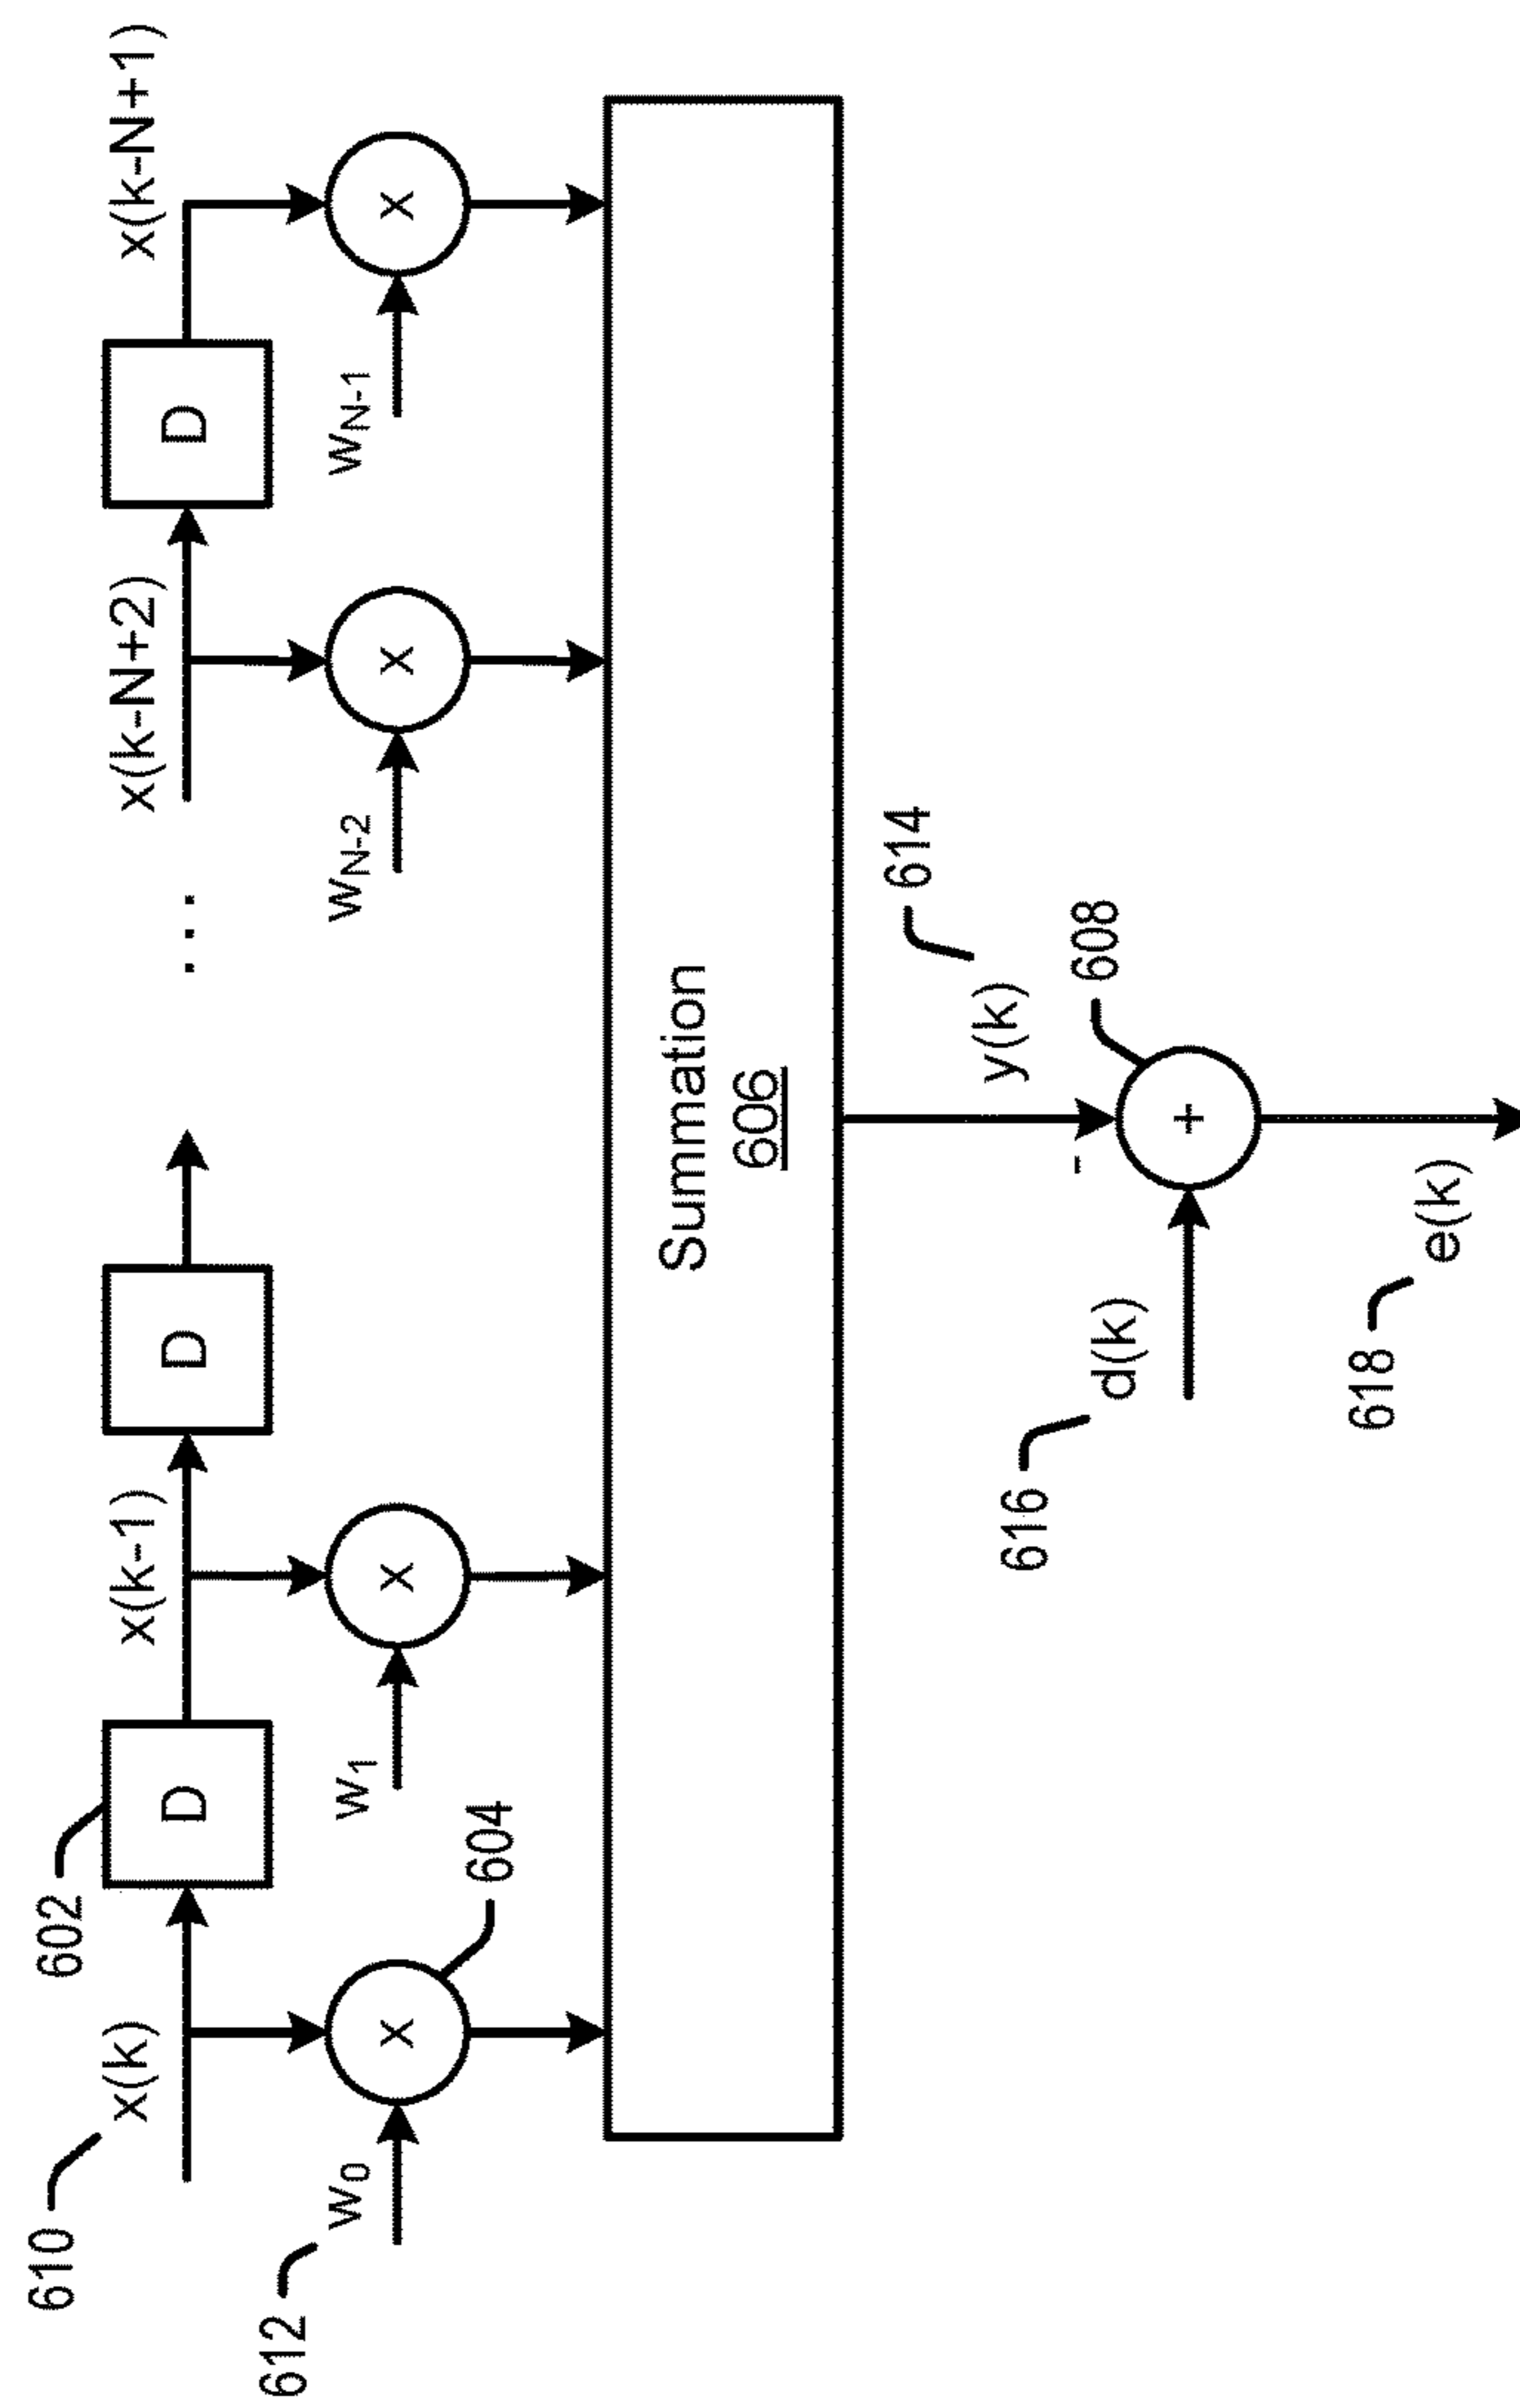 610
x(k)
602
x(k-1)
. . .
x(k-N+2)
x(k-N+1)
D
D
D
612
w0
x
604
w1
x
wN-2
x
wN-1
x
Summation
606
y(k)
614
-
616
d(k)
+
608
618
e(k)